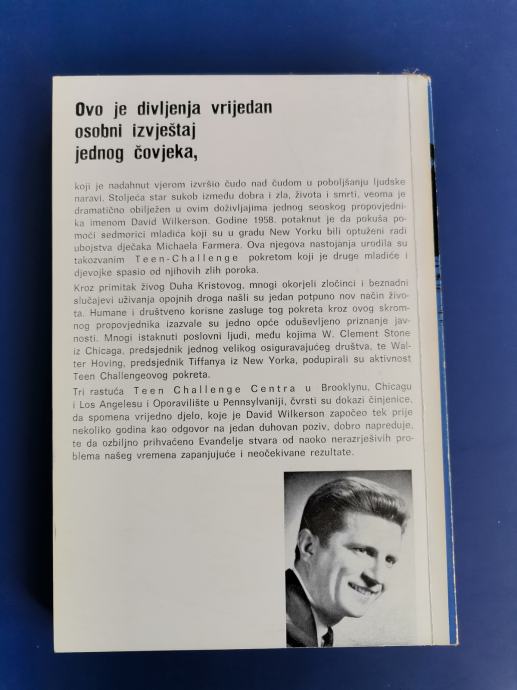 Ovo je divljenja vrijedan
osobni izvještaj
jednog čovjeka,
koji je nadahnut vjerom izvršio čudo nad čudom u poboljšanju ljudske
naravi. Stoljeća star sukob između dobra i zla, života i smrti, veoma je
dramatično obilježen u ovim doživljajima jednog seoskog propovjedni-
ka imenom David Wilkerson. Godine 1958. potaknut je da pokuša po-
moći sedmorici mladića koji su u gradu New Yorku bili optuženi radi
ubojstva dječaka Michaela Farmera. Ova njegova nastojanja urodila su
takozvanim Teen-Challenge pokretom koji je druge mladiće i
djevojke spasio od njihovih zlih poroka.
Kroz primitak živog Duha Kristovog, mnogi okorjeli zločinci i beznadni
slučajevi uživanja opojnih droga našli su jedan potpuno nov način živo-
ta. Humane i društveno korisne zasluge tog pokreta kroz ovog skrom-
nog propovjednika izazvale su jedno opće oduševljeno priznanje jav-
nosti. Mnogi istaknuti poslovni ljudi, među kojima W. Clement Stone
iz Chicaga, predsjednik jednog velikog osiguravajućeg društva, te Wal-
ter Hoving, predsjednik Tiffanya iz New Yorka, podupirali su aktivnost
Teen Challengeovog pokreta.
Tri rastuća Teen Challenge Centra u Brooklynu, Chicagu
i Los Angelesu i Oporavilište u Pennsylvaniji, čvrsti su dokazi činjenice,
da spomena vrijedno djelo, koje je David Wilkerson započeo tek prije
nekoliko godina kao odgovor na jedan duhovan poziv, dobro napreduje,
te da ozbiljno prihvaćeno Evanđelje stvara od naoko nerazrješivih pro-
blema našeg vremena zapanjujuće i neočekivane rezultate.